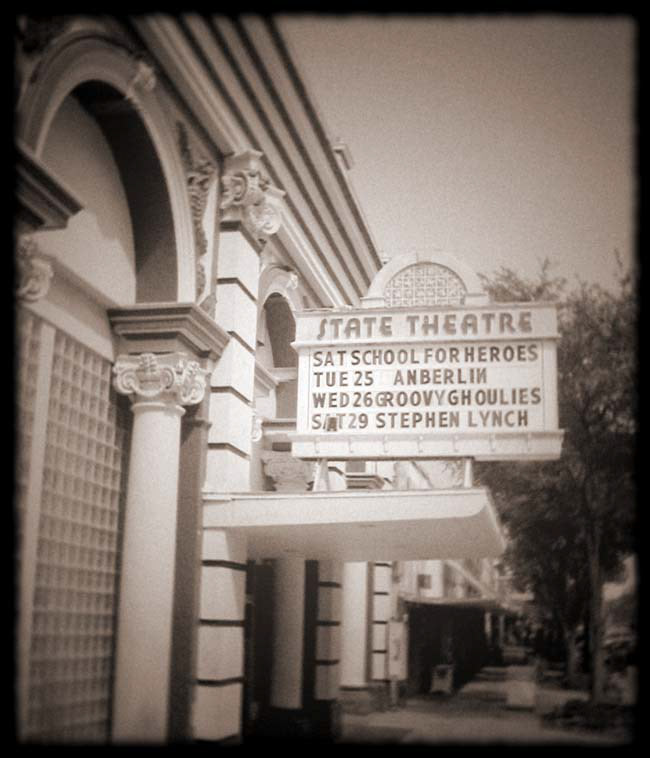 STATE THEATRE
SAT SCHOOL FOR HEROES
TUE 25 ANBERLIN
WED 26 GROOVY GHOULIES
SAT 29 STEPHEN LYNCH